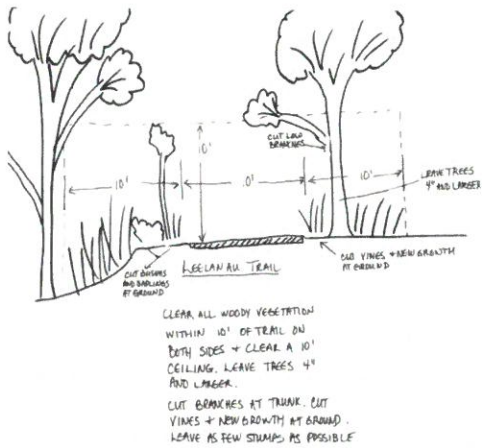 CUT LOW
BRANCHES
10'
10'
.0'
10'
LEAVE TREES
4" AND LARGER
CUT BUSHES
AND SAPLINGS
AT GROUND
LEELANAU TRAIL
CUT VINES + NEW GROWTH
AT GROUND
CLEAR ALL WOODY VEGETATION
WITHIN 10' OF TRAIL ON
BOTH SIDES + CLEAR A 10'
CEILING. LEAVE TREES 4"
AND LARGER.
CUT BRANCHES AT TRUNK. CUT
VINES + NEW GROWTH AT GROUND.
LEAVE AS FEW STUMPS AS POSSIBLE